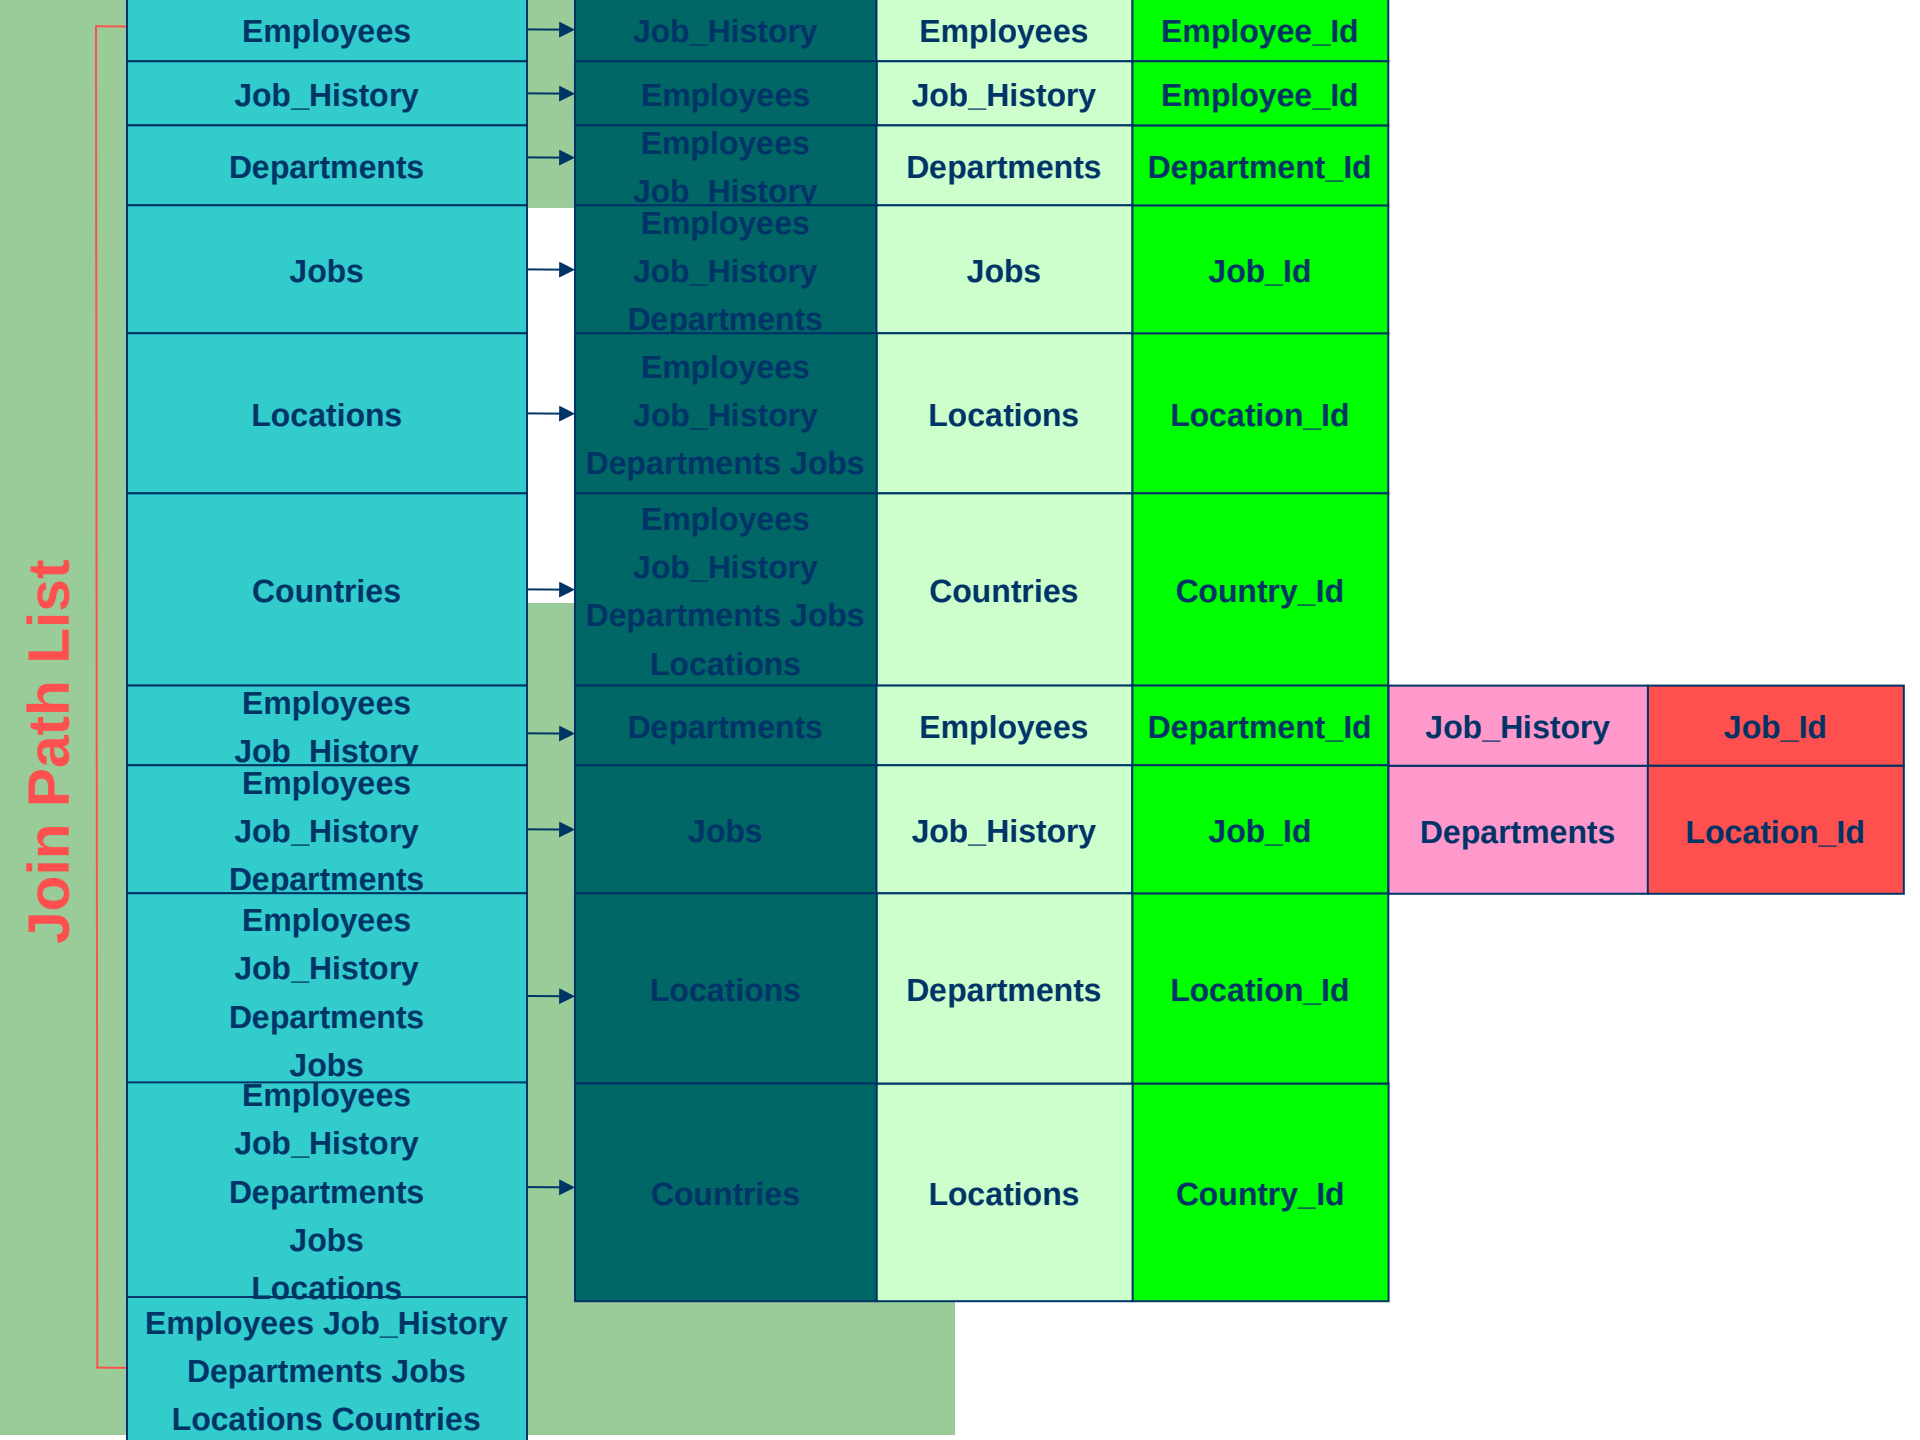 Join Path List
Employees
Job_History
Employees
Employee_Id
Job_History
Employees
Job_History
Employee_Id
Departments
Employees
Job_History
Departments
Department_Id
Jobs
Employees
Job_History
Departments
Jobs
Job_Id
Locations
Employees
Job_History
Departments Jobs
Locations
Location_Id
Countries
Employees
Job_History
Departments Jobs
Locations
Countries
Country_Id
Employees
Job_History
Departments
Employees
Department_Id
Job_History
Job_Id
Employees
Job_History
Departments
Jobs
Job_History
Job_Id
Departments
Location_Id
Employees
Job_History
Departments
Jobs
Locations
Departments
Location_Id
Employees
Job_History
Departments
Jobs
Locations
Countries
Locations
Country_Id
Employees Job_History
Departments Jobs
Locations Countries